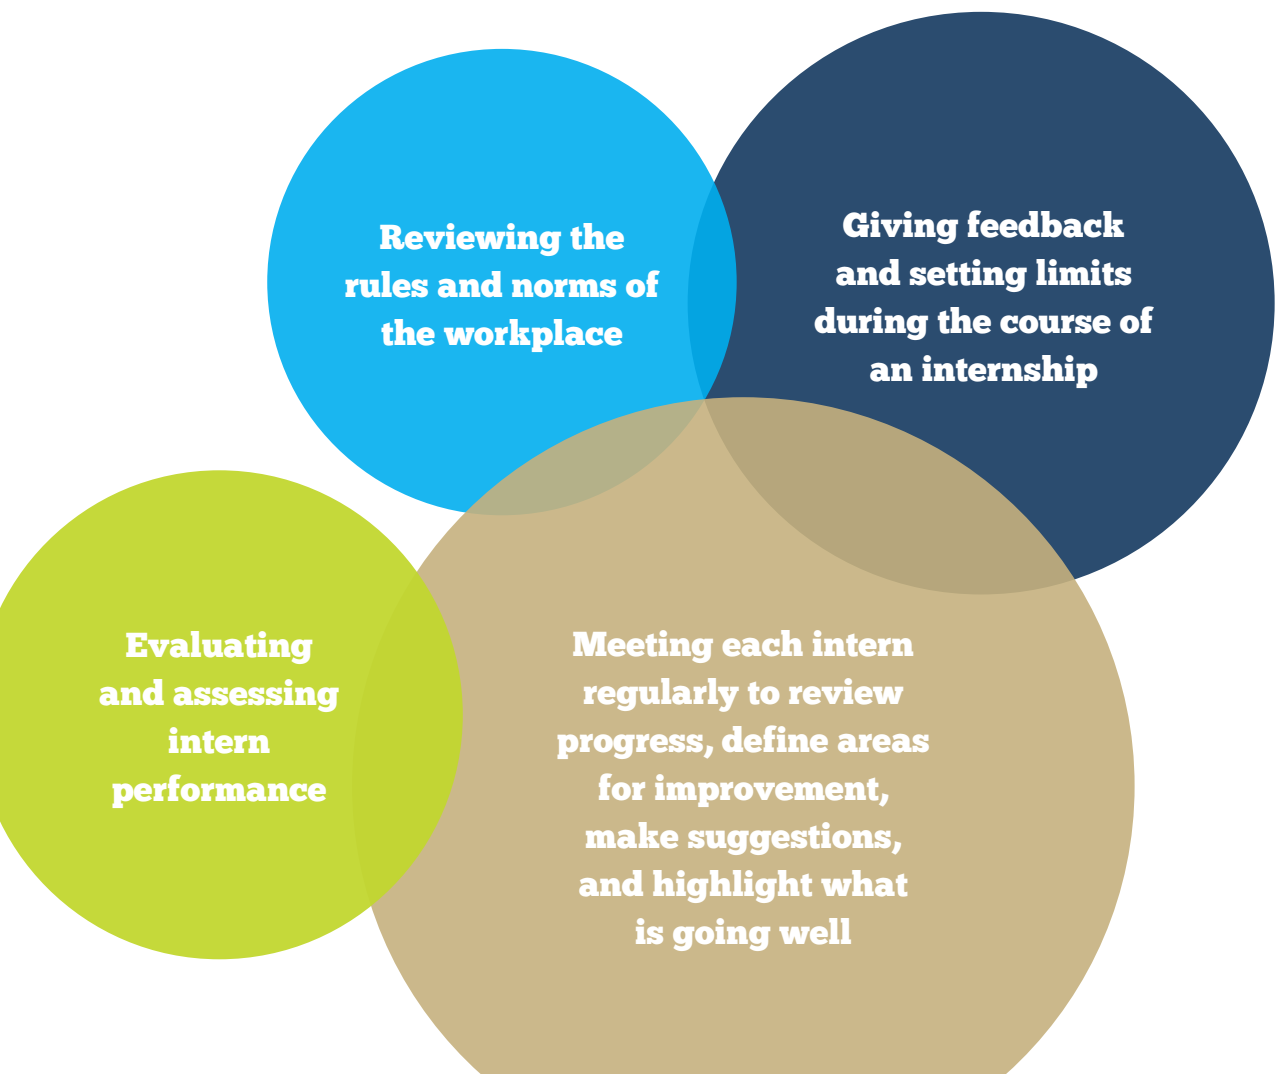 Reviewing the
rules and norms of
the workplace
Giving feedback
and setting limits
during the course of
an internship
Evaluating
and assessing
intern
performance
Meeting each intern
regularly to review
progress, define areas
for improvement,
make suggestions,
and highlight what
is going well